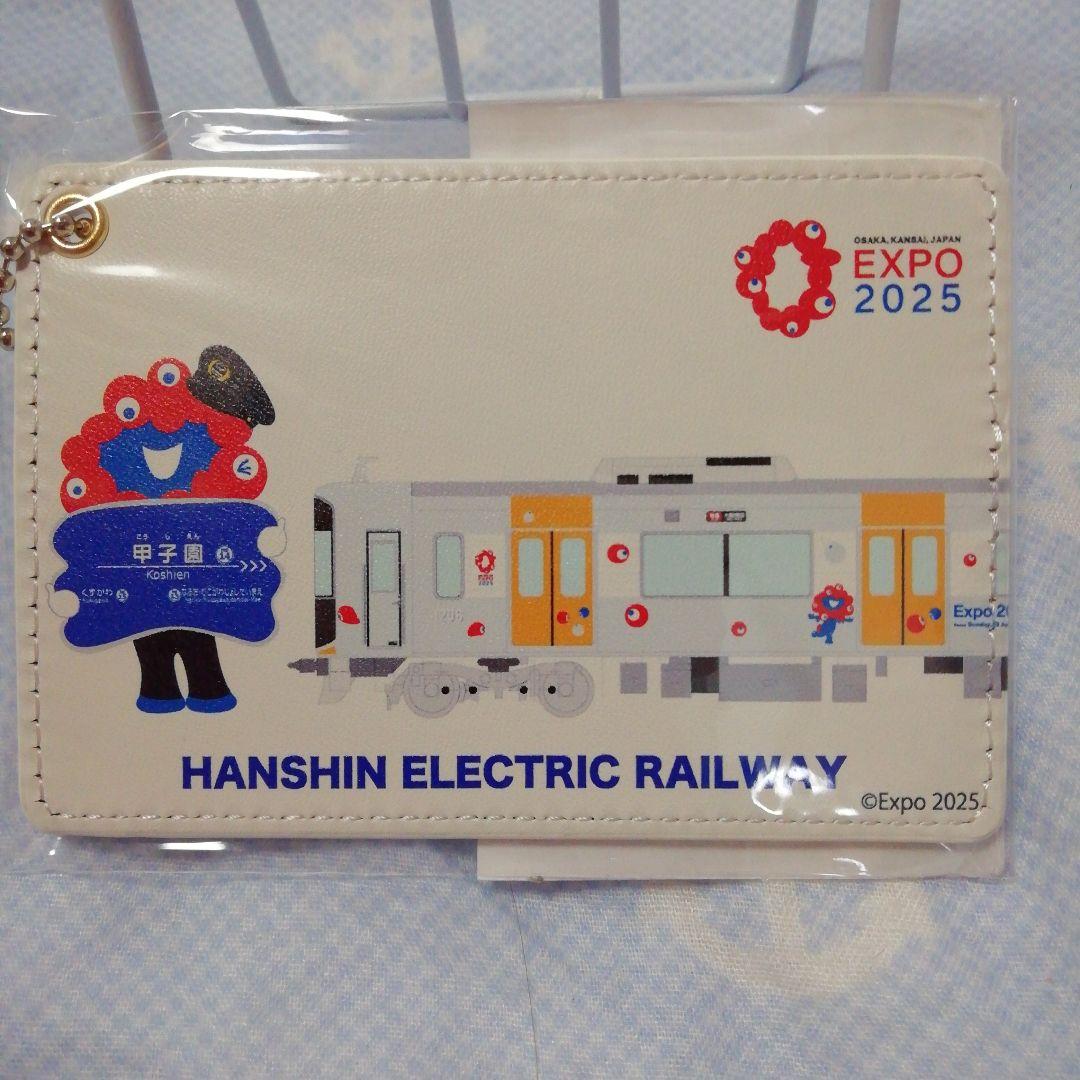 OSAKA, KANSAI, JAPAN
EXPO
2025
こうしえん
甲子園
Koshien
くすがわ
EXPO
2025
Expo 20
HANSHIN ELECTRIC RAILWAY
©Expo 2025